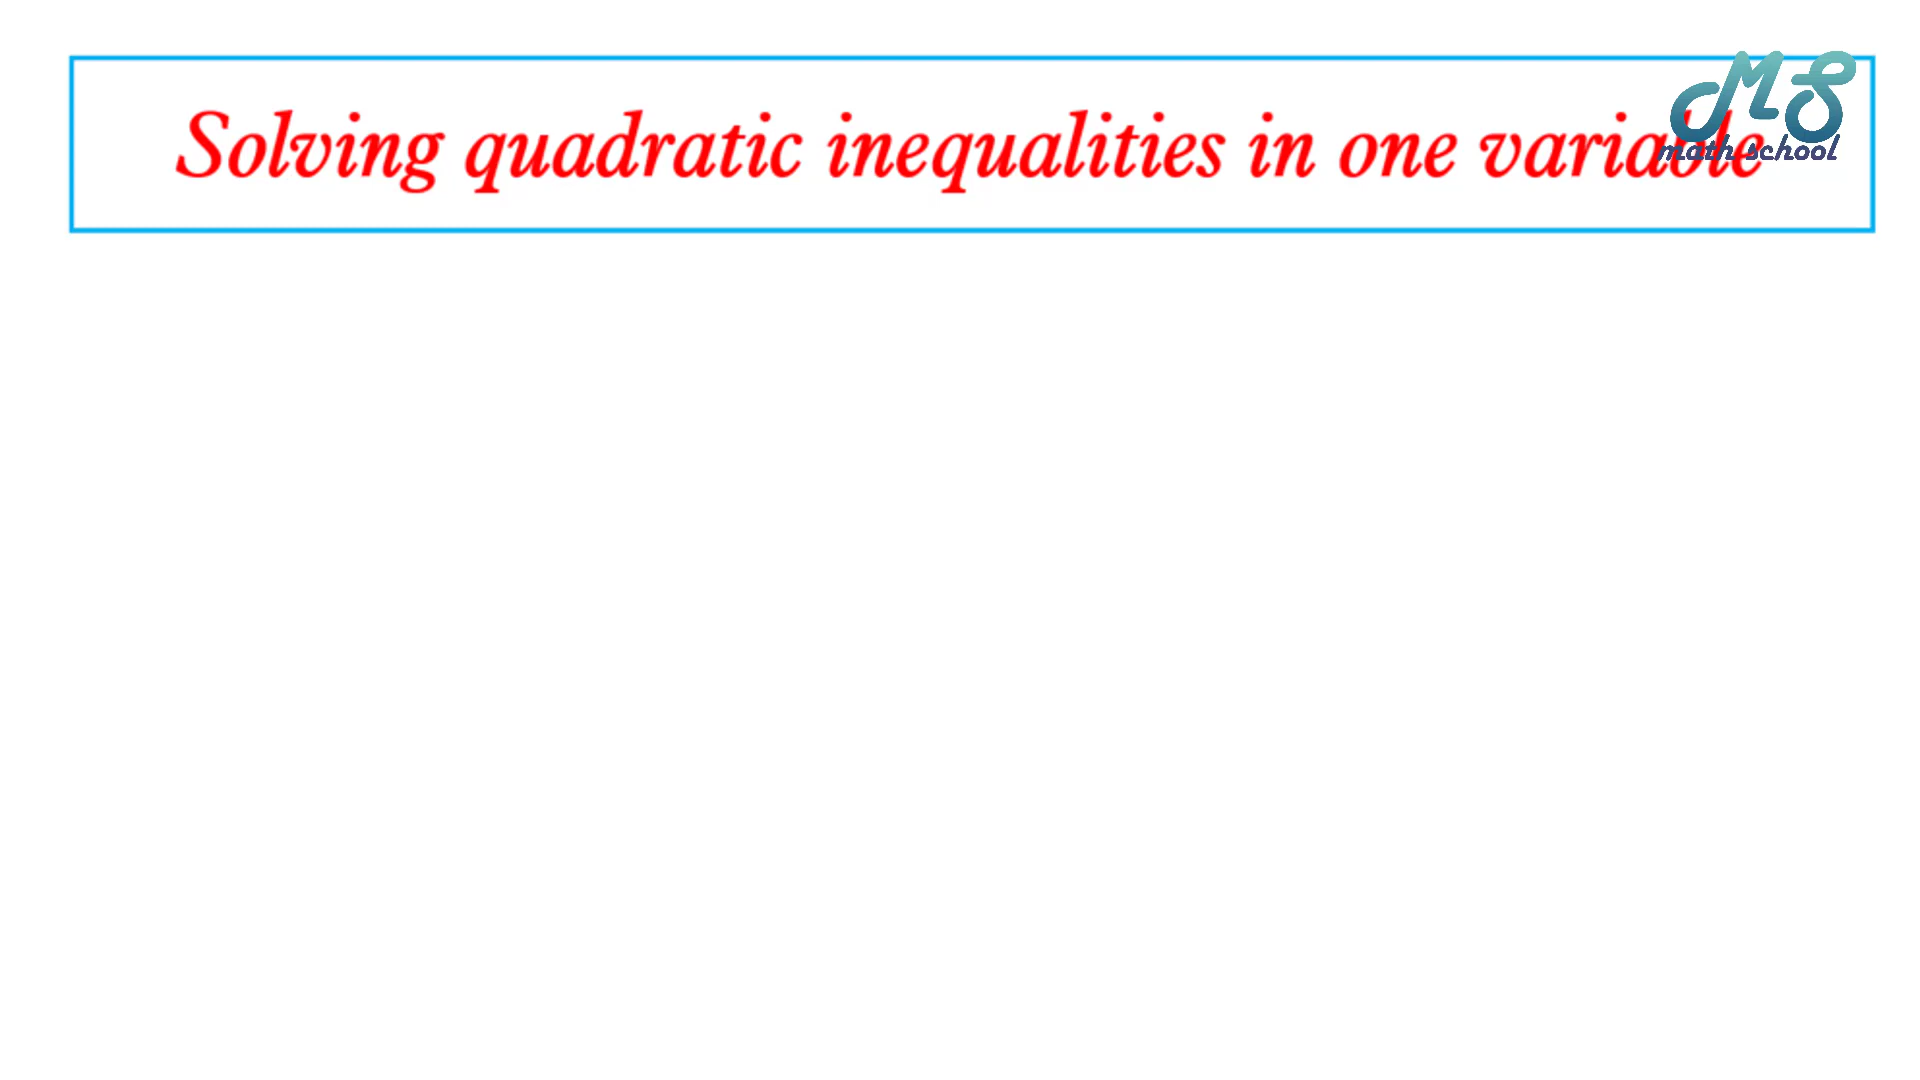 Solving quadratic inequalities in one variable
MS
math school